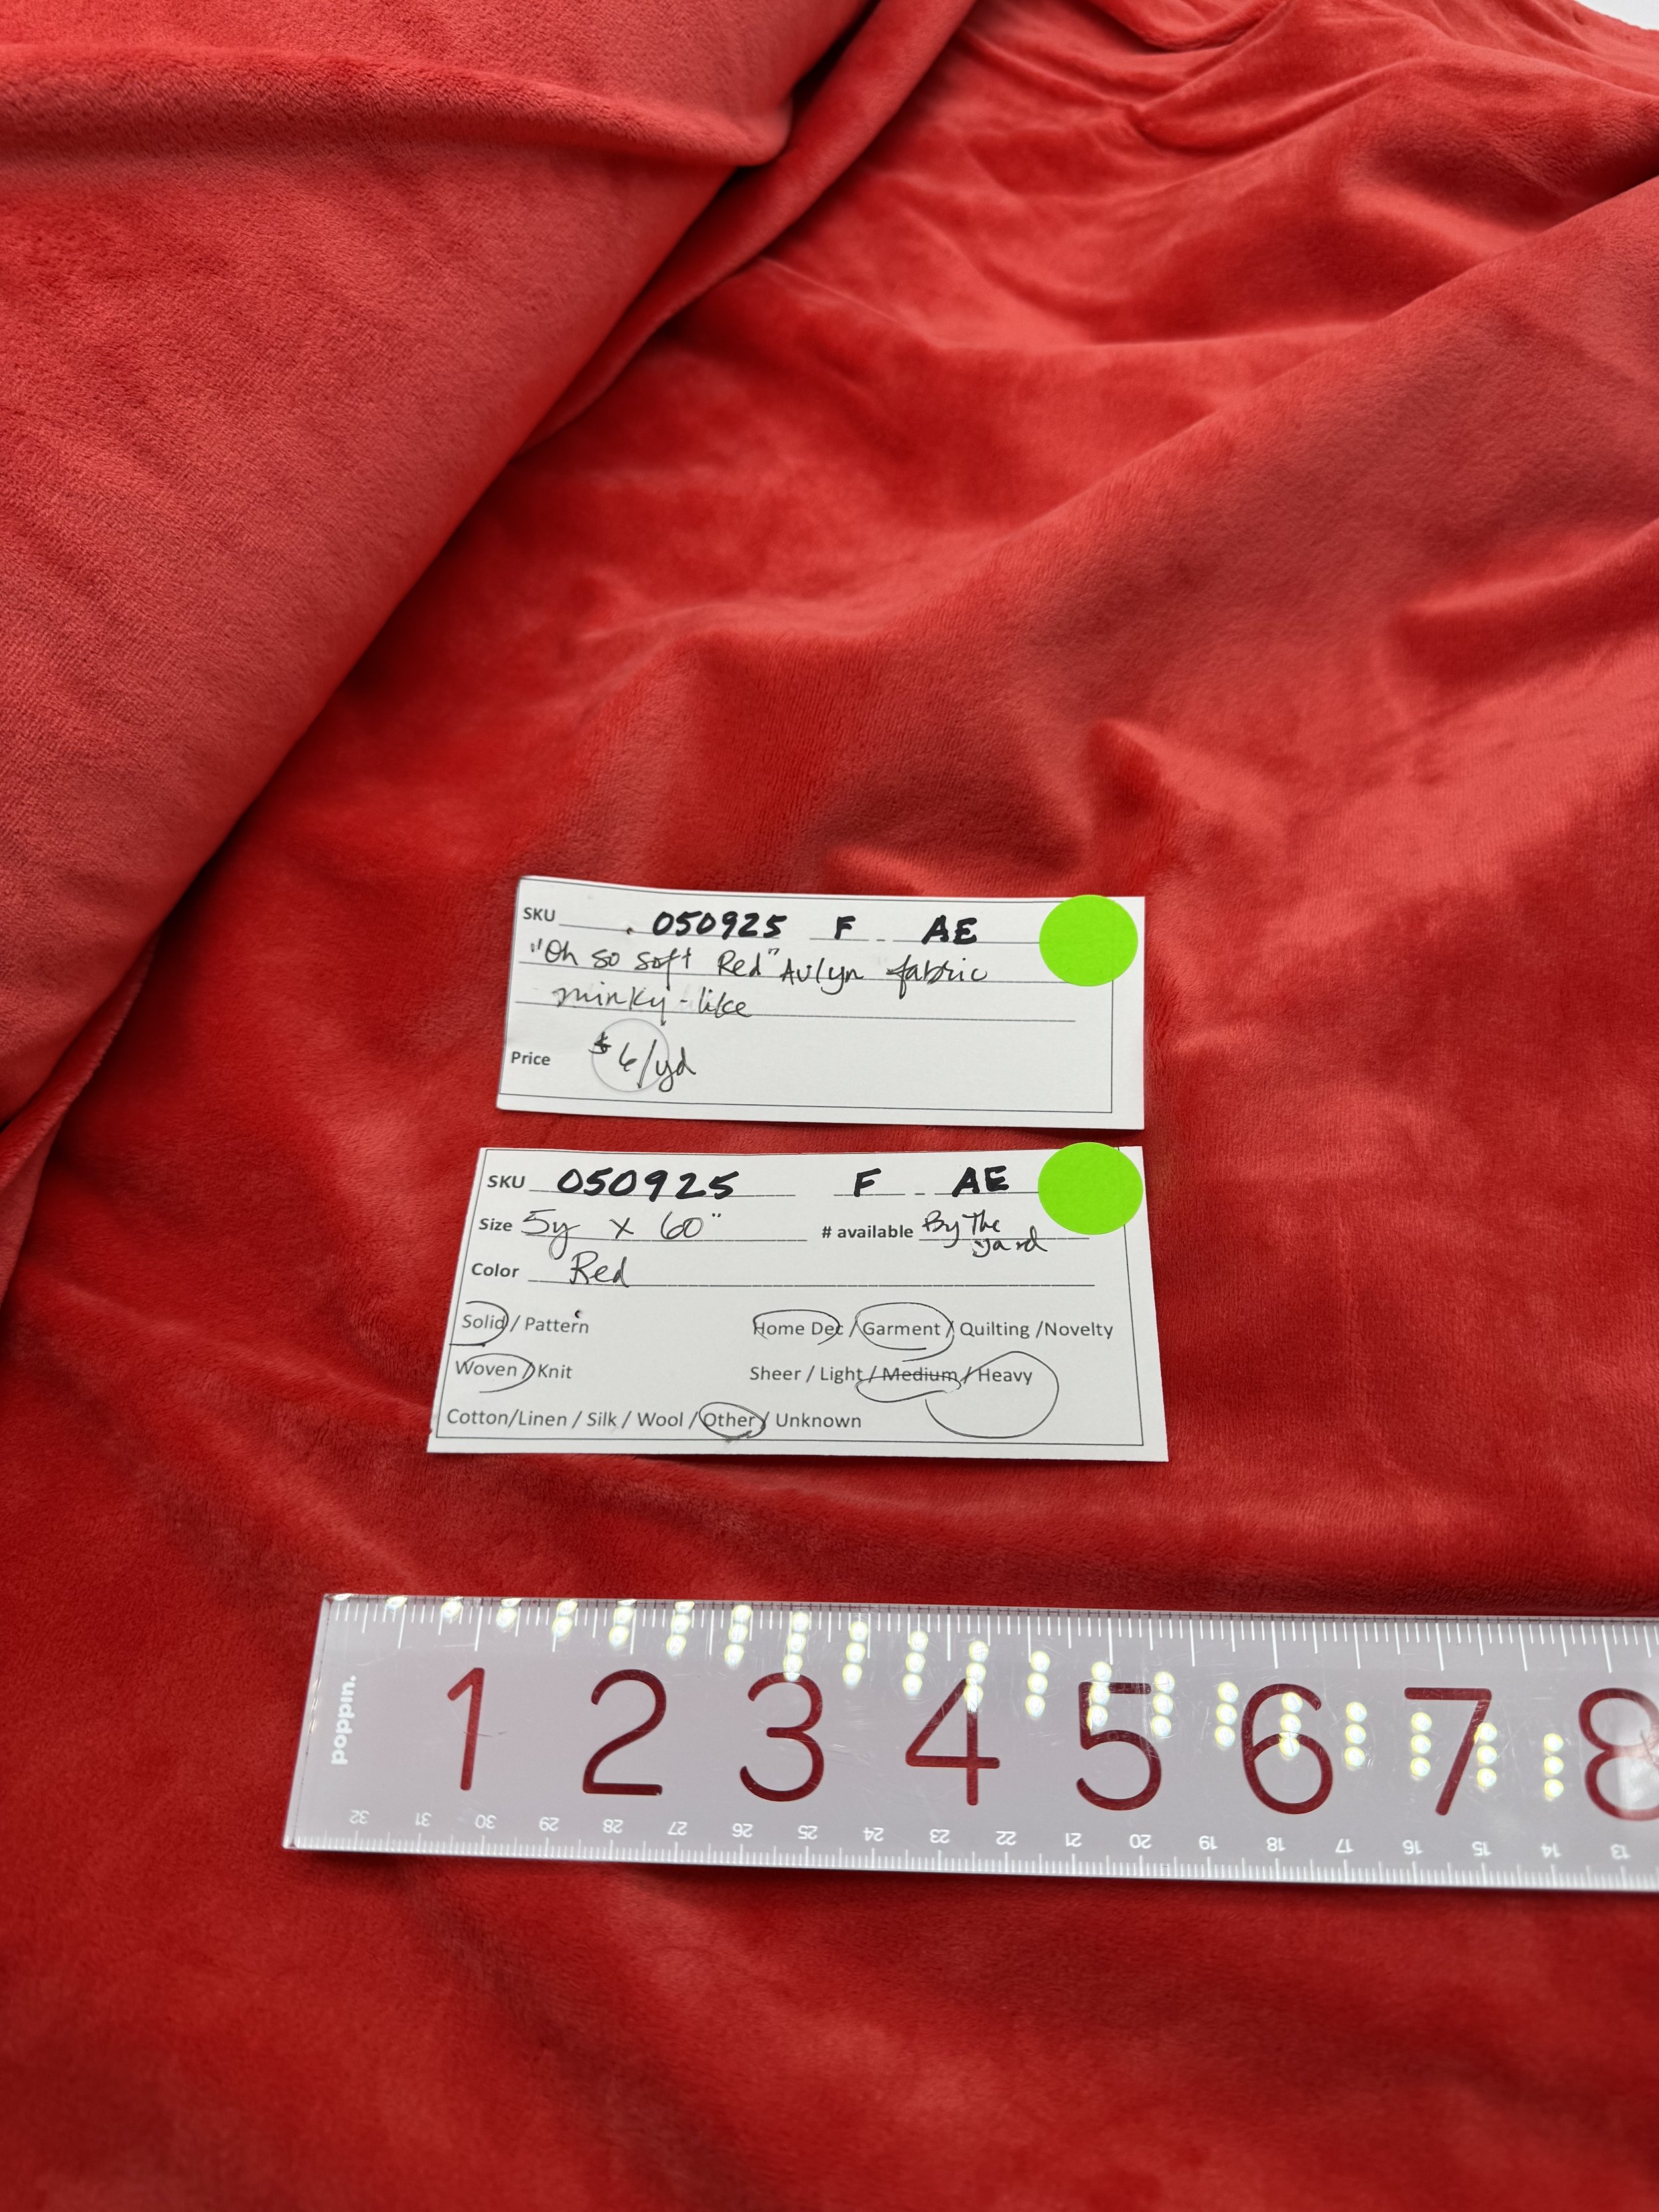 SKU 050925 F - AE
"Oh so soft Red" Avlyn fabric
minky-like
Price $6/yd
SKU 050925 F - AE
Size 5y x 60" # available By The yard
Color Red
Solid / Pattern Home Dec / Garment / Quilting /Novelty
Woven / Knit Sheer / Light / Medium / Heavy
Cotton/Linen / Silk / Wool / Other / Unknown
poppin.
1 2 3 4 5 6 7 8
32 31 30 29 28 27 26 25 24 23 22 21 20 19 18 17 16 15 14 13